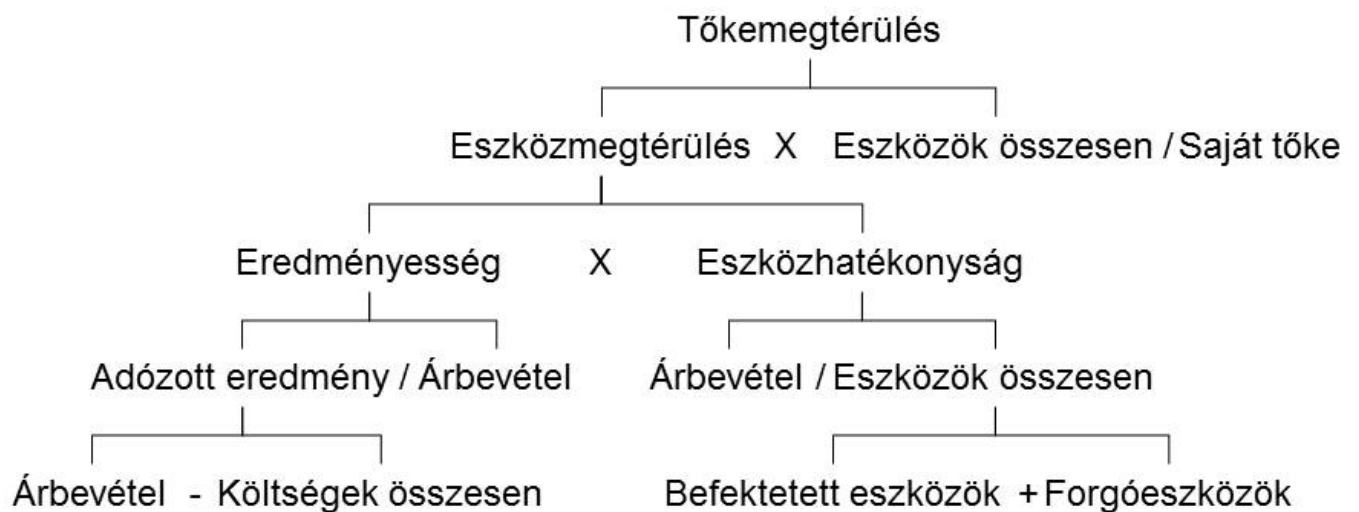 Tőkemegtérülés
Eszközmegtérülés X Eszközök összesen / Saját tőke
Eredményesség X Eszközhatékonyság
Adózott eredmény / Árbevétel Árbevétel / Eszközök összesen
Árbevétel - Költségek összesen Befektetett eszközök + Forgóeszközök